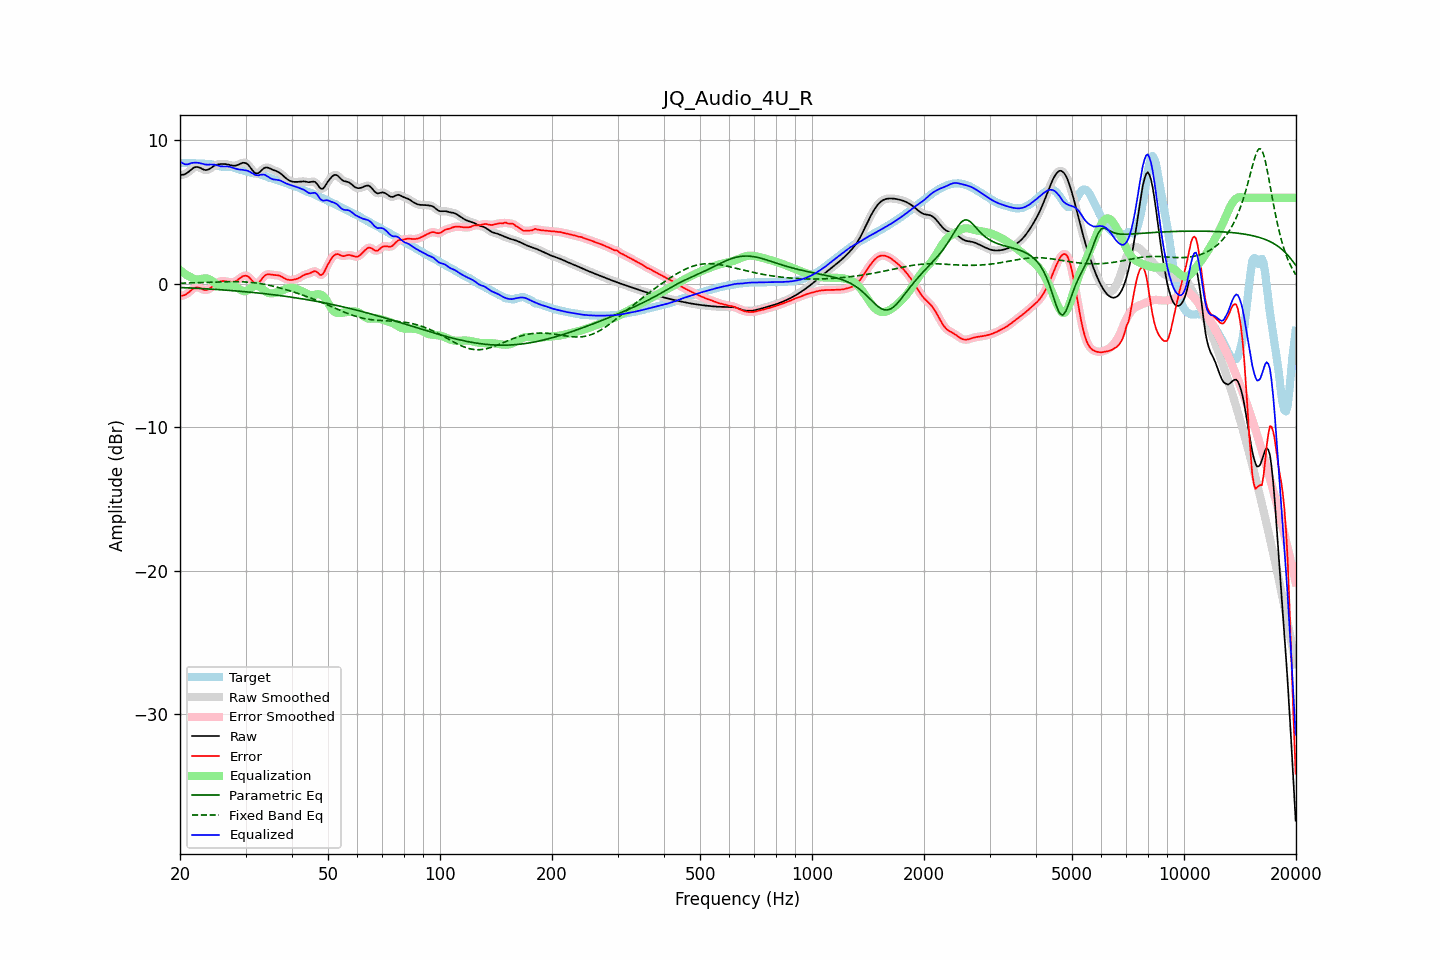 JQ_Audio_4U_R
Amplitude (dBr)
10
0
−10
−20
−30
Target
Raw Smoothed
Error Smoothed
Raw
Error
Equalization
Parametric Eq
Fixed Band Eq
Equalized
20 50 100 200 500 1000 2000 5000 10000 20000
Frequency (Hz)